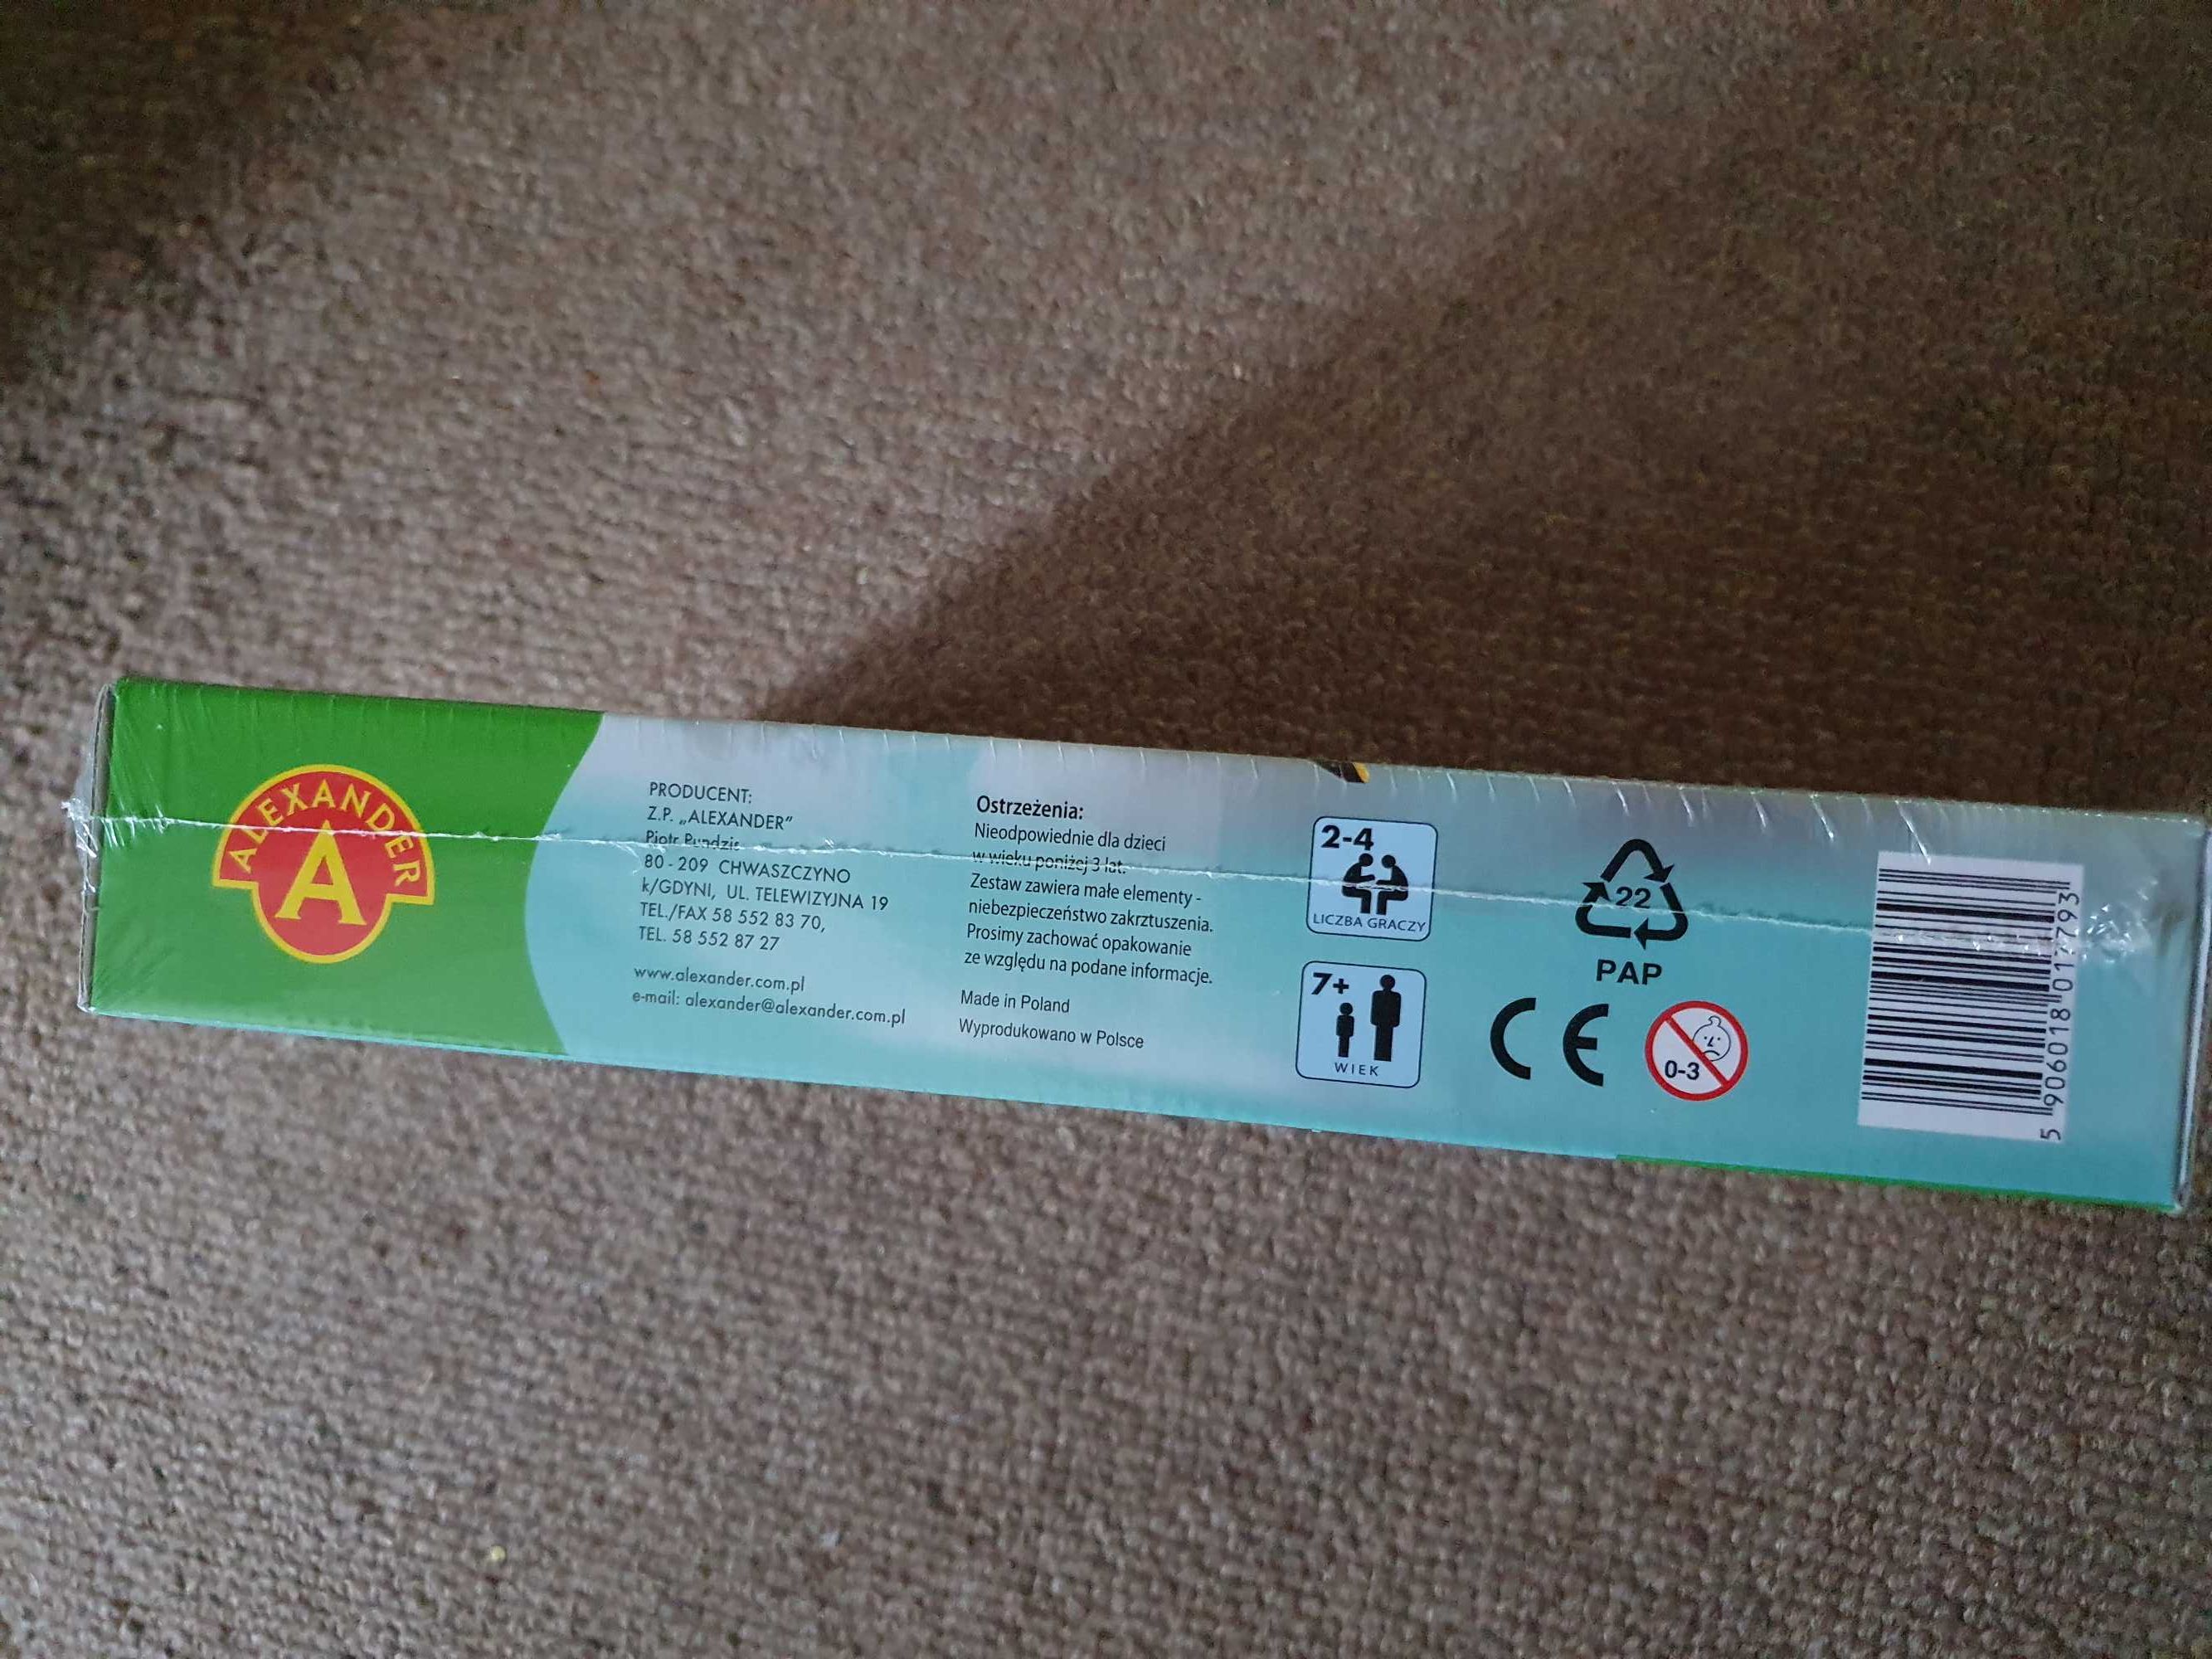 ALEXANDER
A
PRODUCENT:
Z.P. „ALEXANDER”
Piotr Pundzis
80 - 209 CHWASZCZYNO
k/GDYNI, UL. TELEWIZYJNA 19
TEL./FAX 58 552 83 70,
TEL. 58 552 87 27
www.alexander.com.pl
e-mail: alexander@alexander.com.pl
Ostrzeżenia:
Nieodpowiednie dla dzieci
w wieku poniżej 3 lat.
Zestaw zawiera małe elementy -
niebezpieczeństwo zakrztuszenia.
Prosimy zachować opakowanie
ze względu na podane informacje.
Made in Poland
Wyprodukowano w Polsce
2-4
LICZBA GRACZY
7+
WIEK
22
PAP
CE
0-3
5 906018 017793